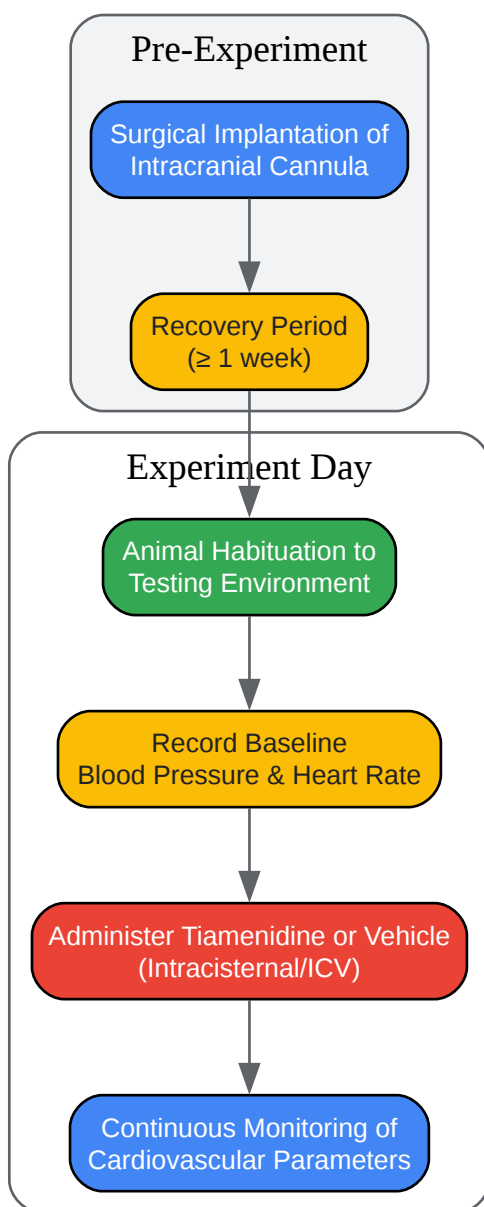 Pre-Experiment
Surgical Implantation of
Intracranial Cannula
Recovery Period
(≥ 1 week)
Experiment Day
Animal Habituation to
Testing Environment
Record Baseline
Blood Pressure & Heart Rate
Administer Tiamenidine or Vehicle
(Intracisternal/ICV)
Continuous Monitoring of
Cardiovascular Parameters